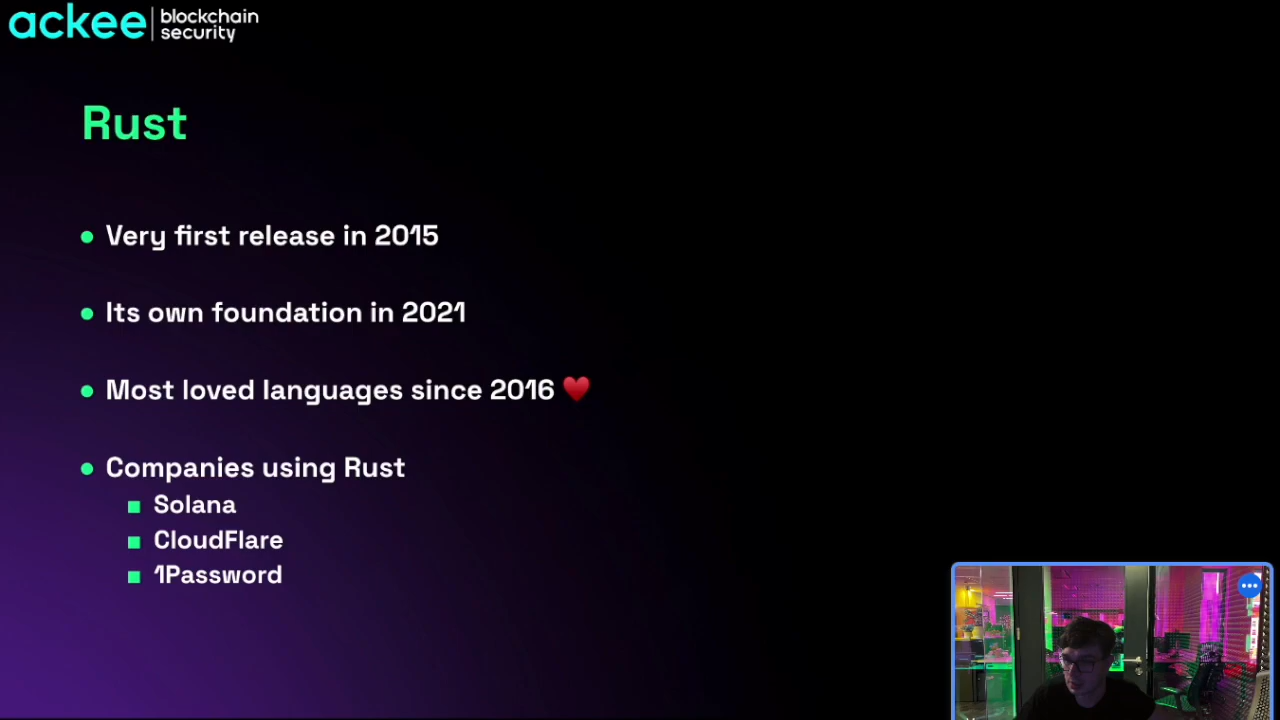 ackee blockchain security
Rust
Very first release in 2015
Its own foundation in 2021
Most loved languages since 2016 ♥
Companies using Rust
Solana
CloudFlare
1Password